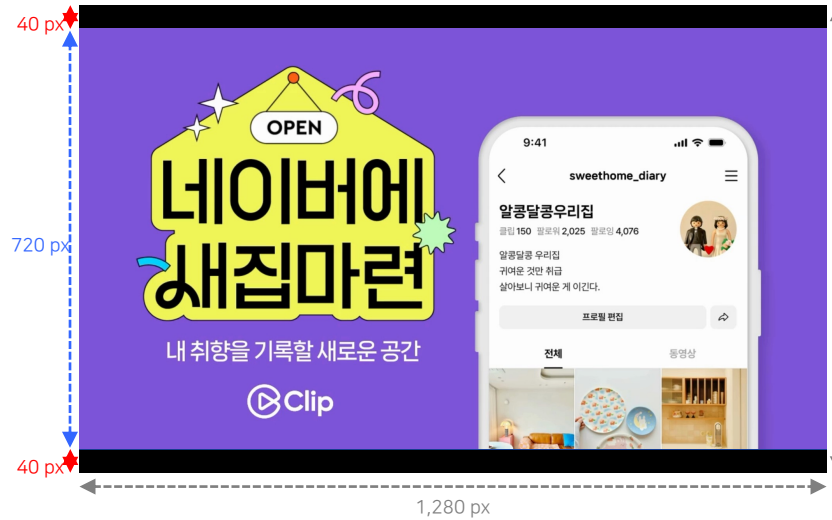 40 px
720 px
40 px
1,280 px
OPEN
네이버에
새집마련
내 취향을 기록할 새로운 공간
Clip
9:41
sweethome_diary
알콩달콩우리집
클립 150 팔로워 2,025 팔로잉 4,076
알콩달콩 우리집
귀여운 것만 취급
살아보니 귀여운 게 이긴다.
프로필 편집
전체
동영상